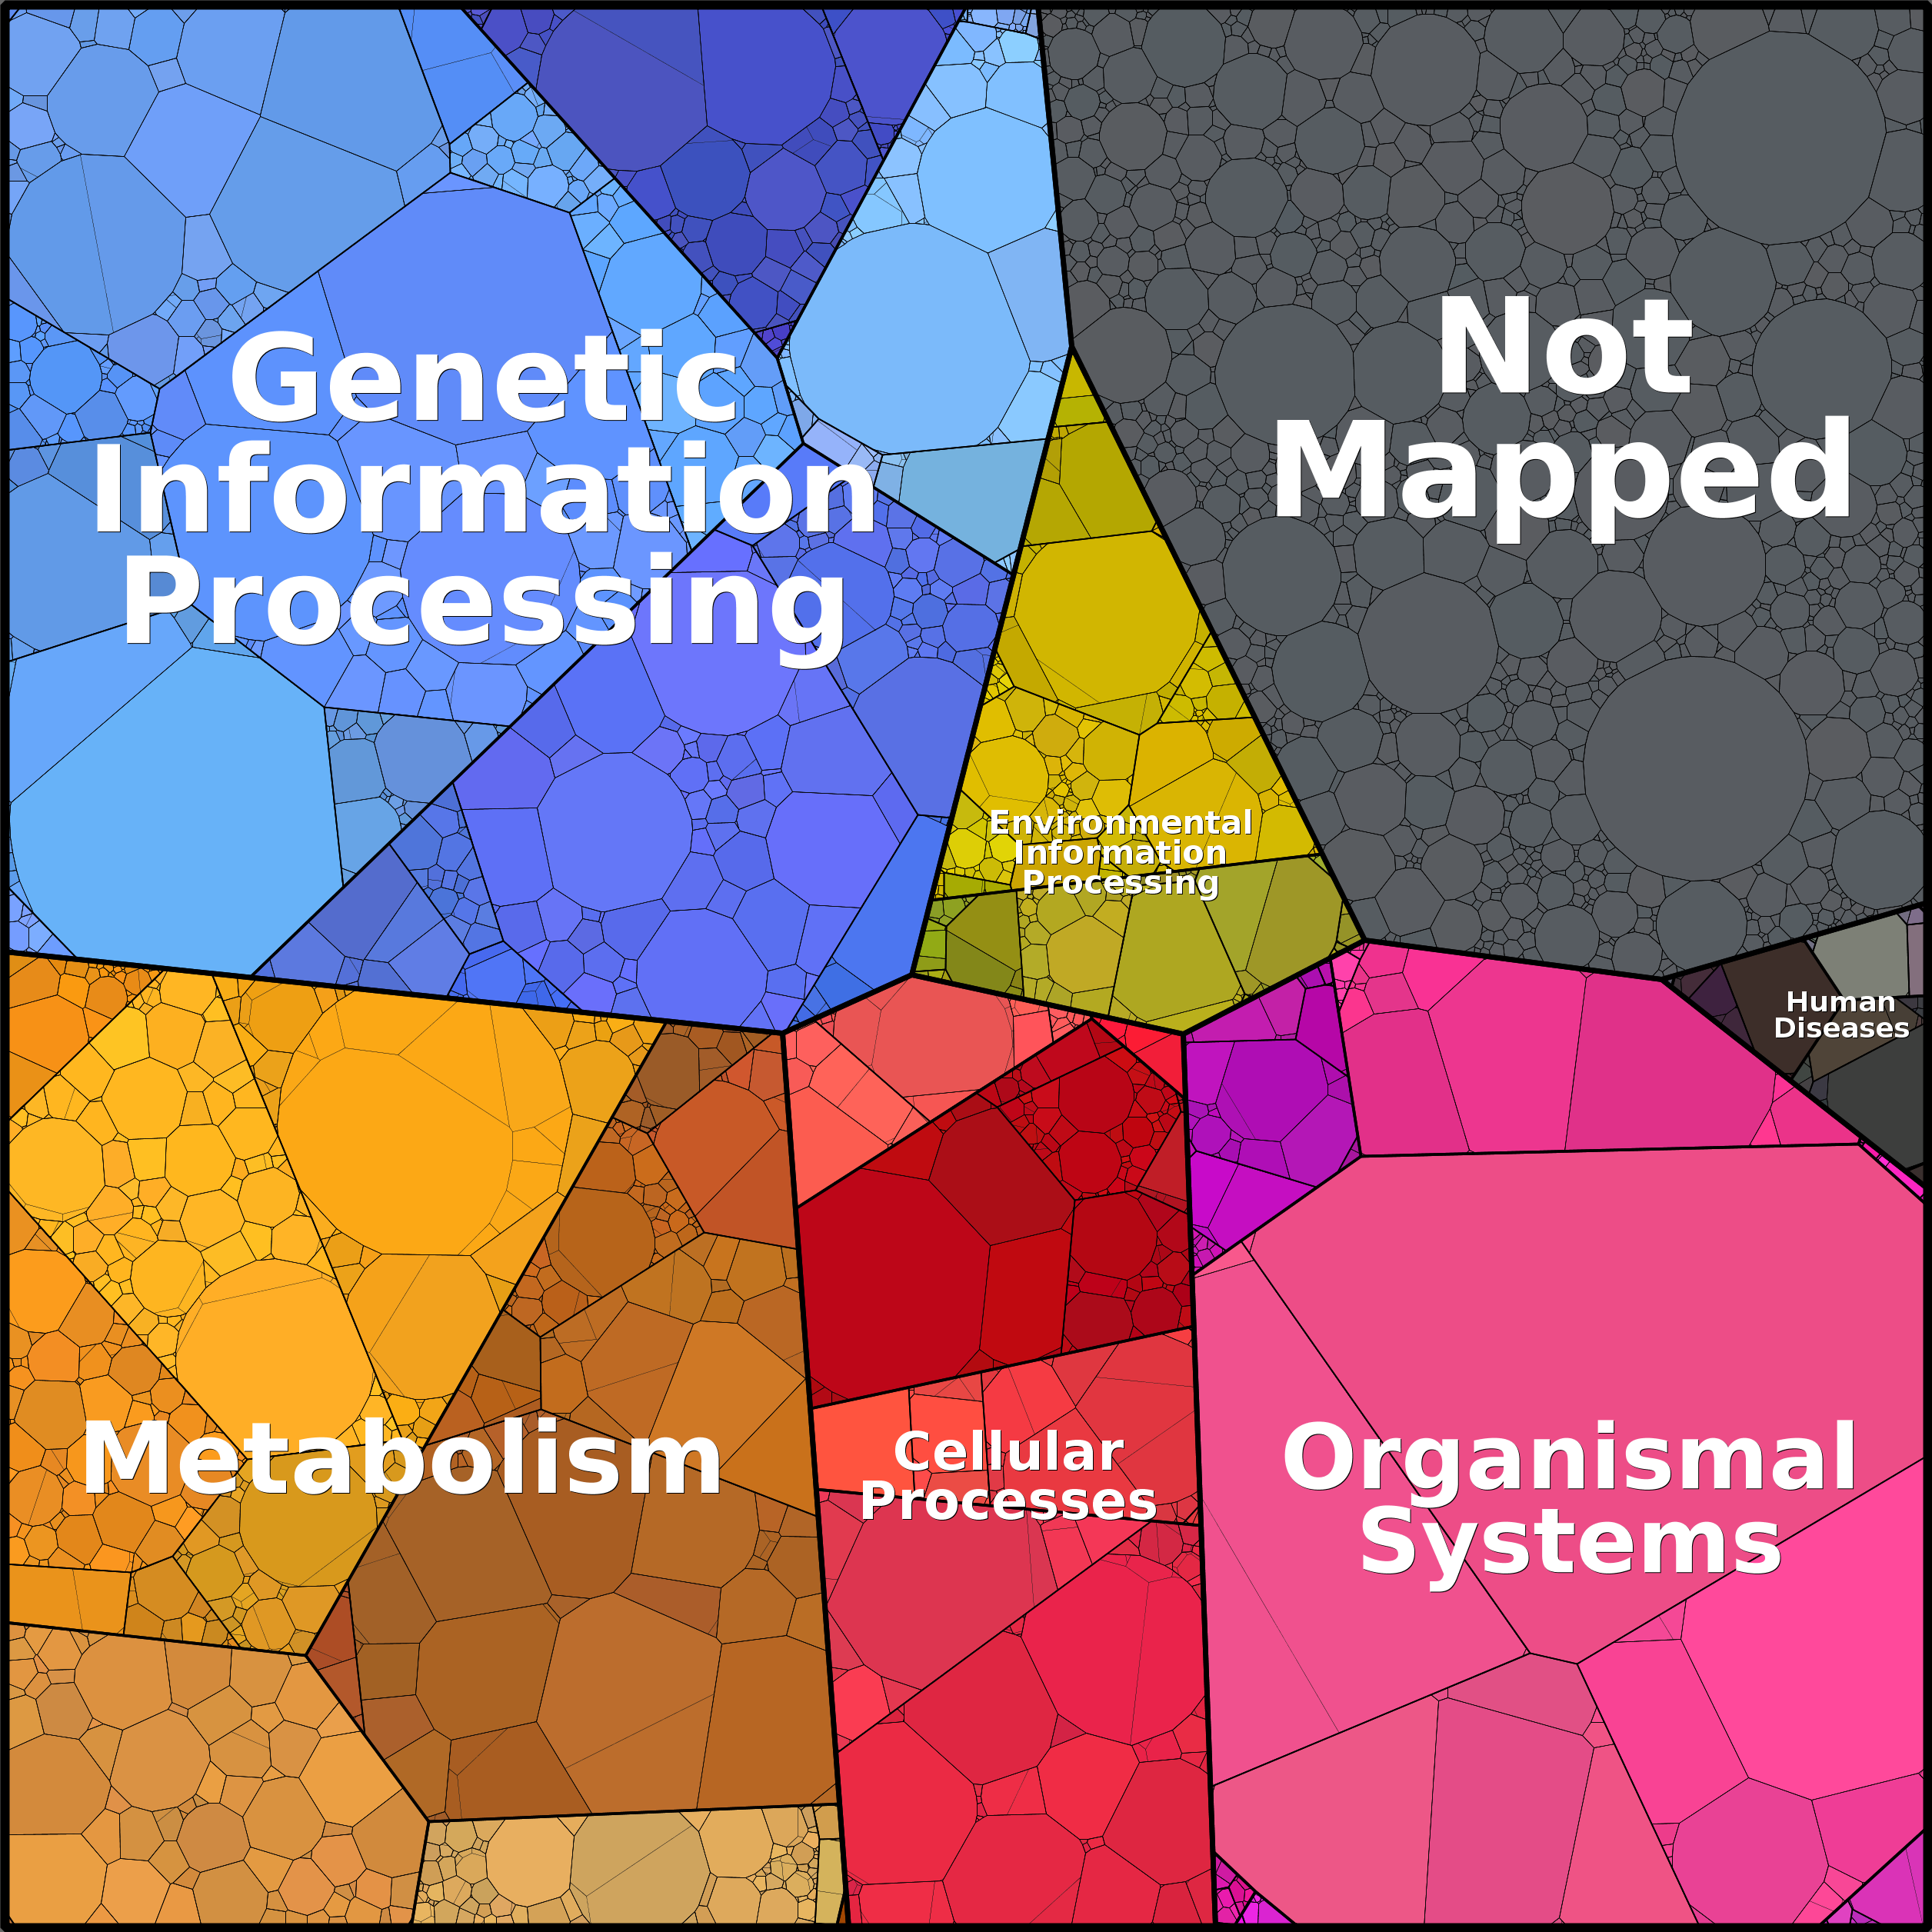 Genetic
Information
Processing
Not
Mapped
Environmental
Information
Processing
Human
Diseases
Metabolism
Cellular
Processes
Organismal
Systems